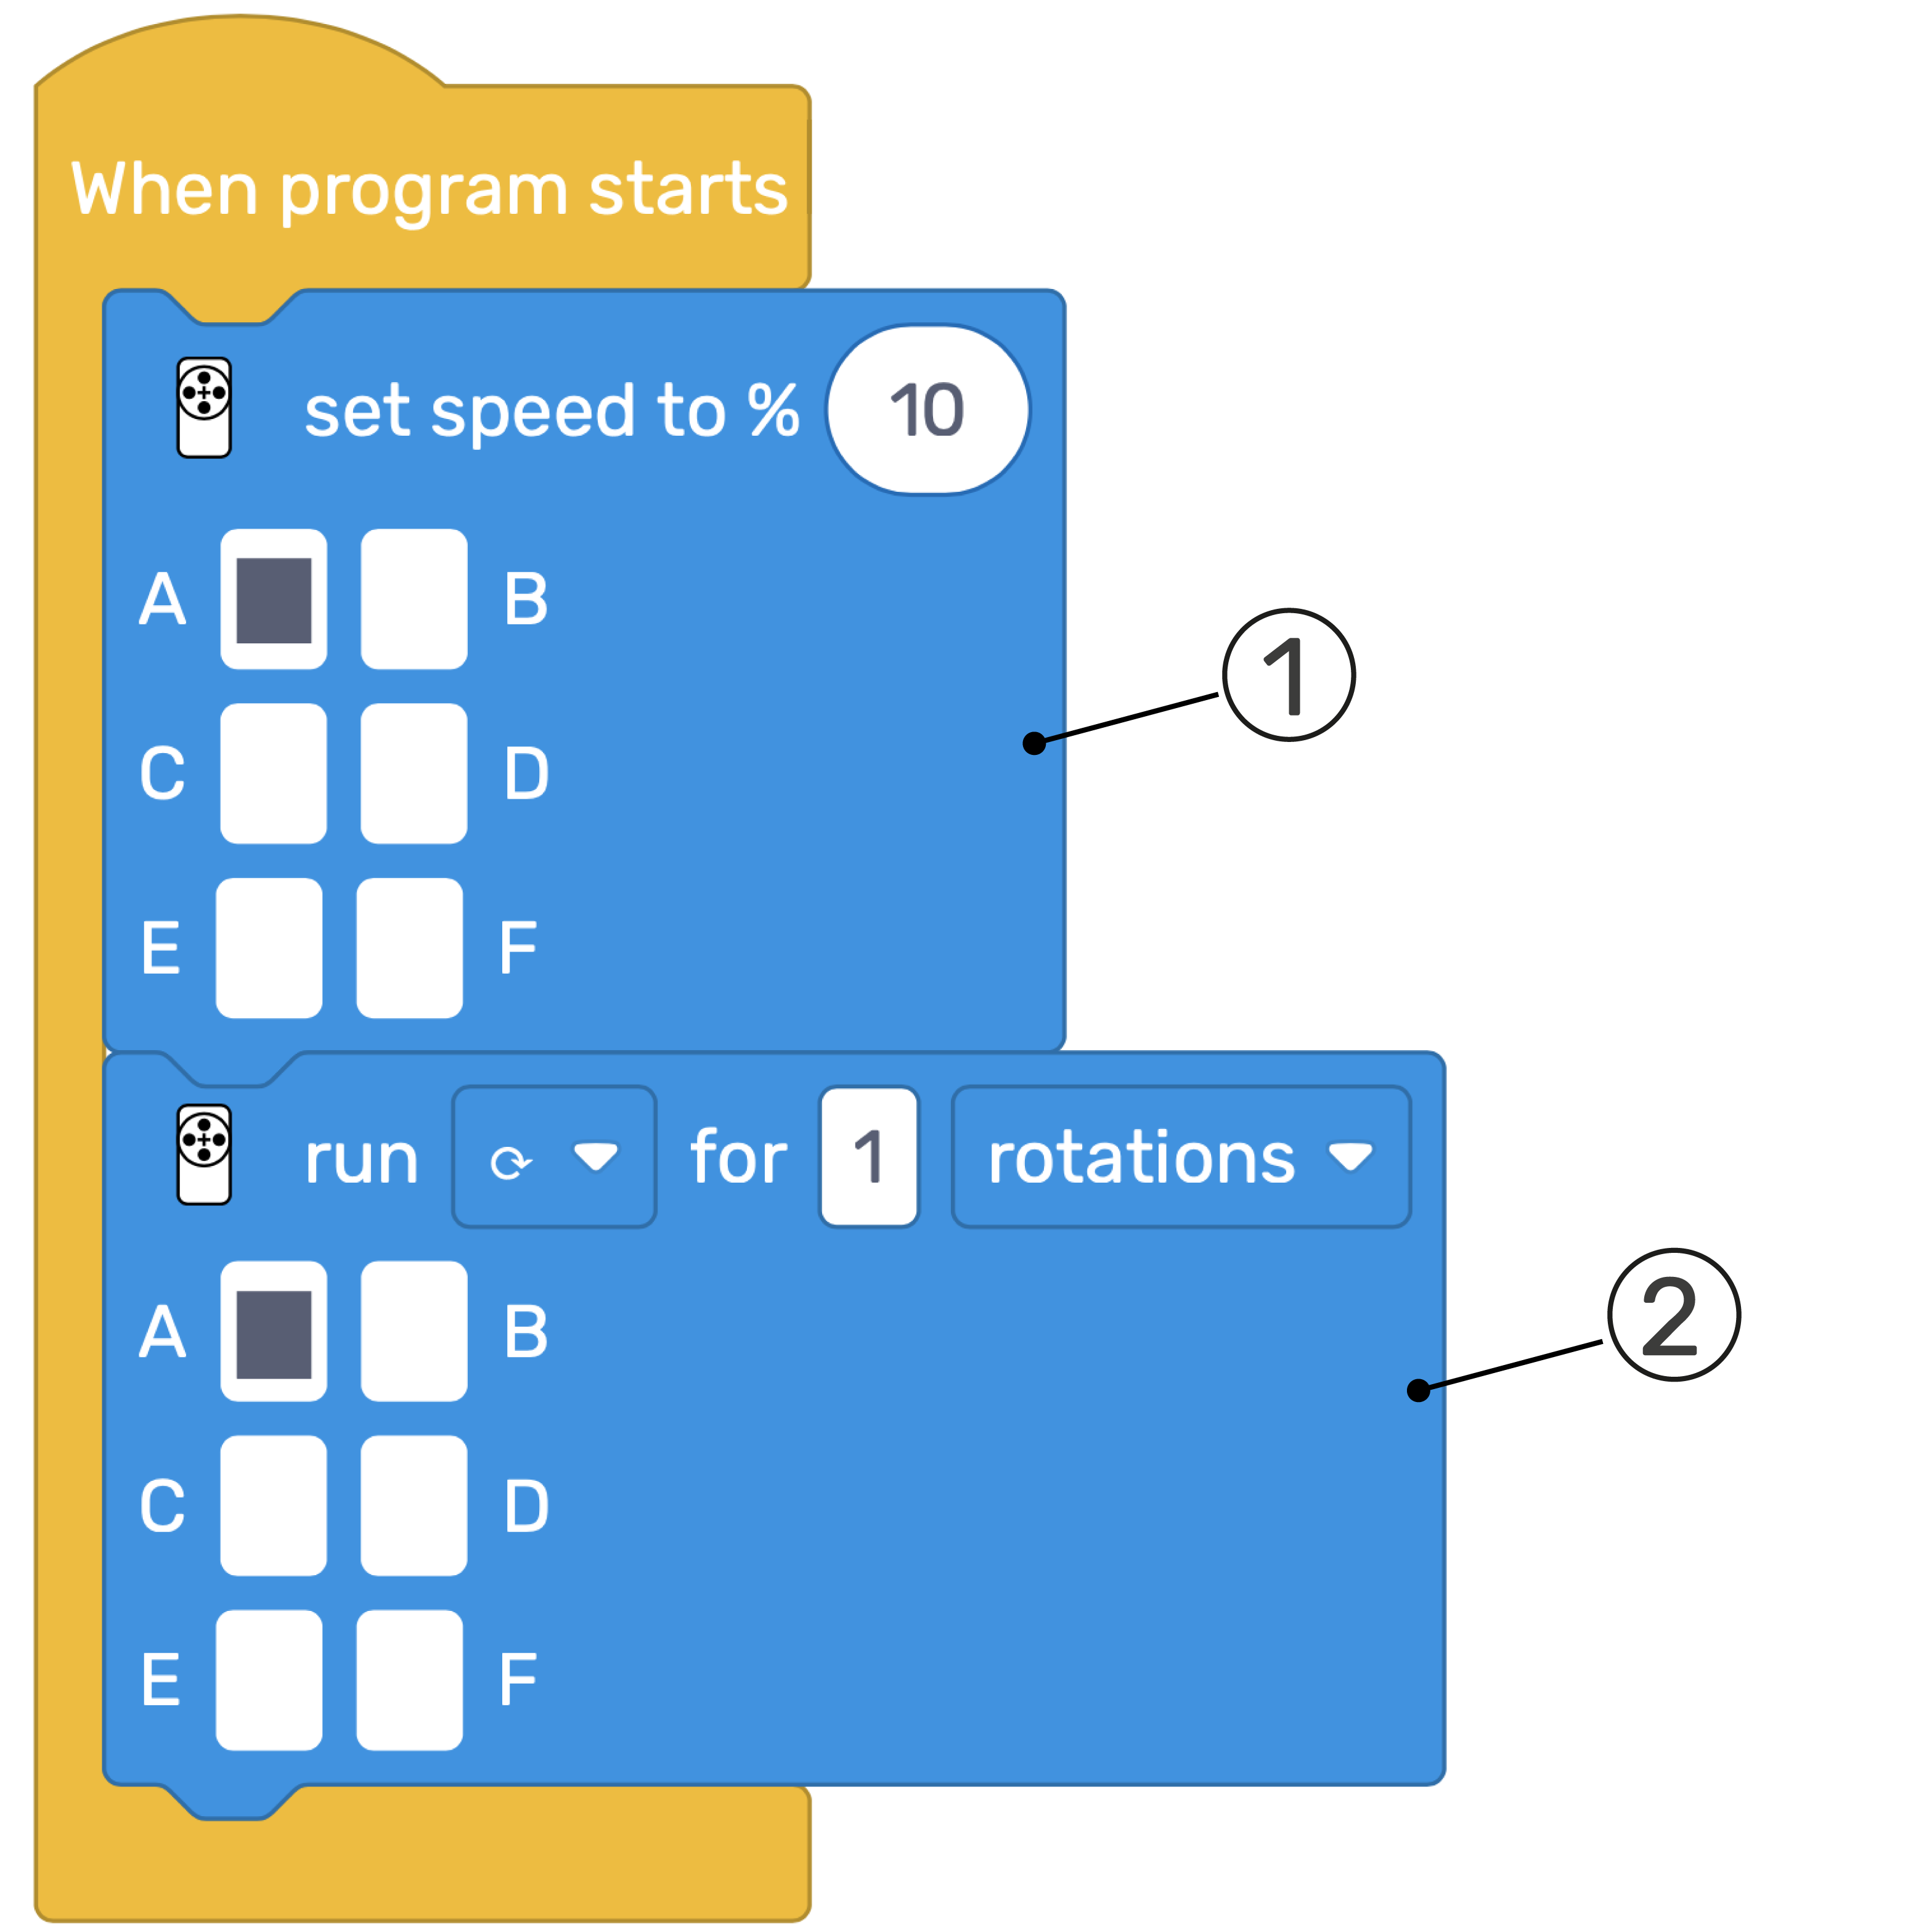 When program starts
set speed to % 10
A B
C D
1
E F
run for 1 rotations
A B
2
C D
E F